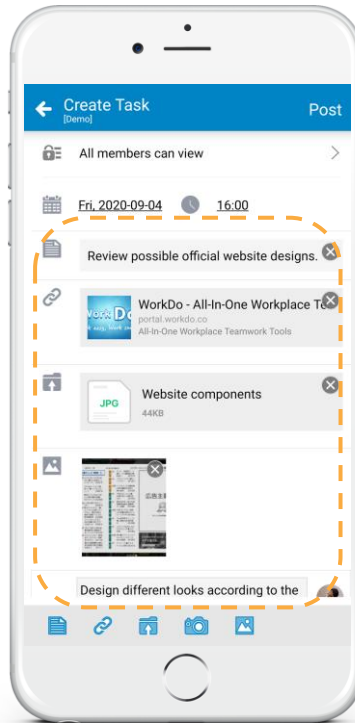 Create Task
[Demo]
Post
All members can view
Fri, 2020-09-04
16:00
Review possible official website designs.
WorkDo - All-In-One Workplace Te
portal.workdo.co
All-In-One Workplace Teamwork Tools
JPG
Website components
44KB
Design different looks according to the